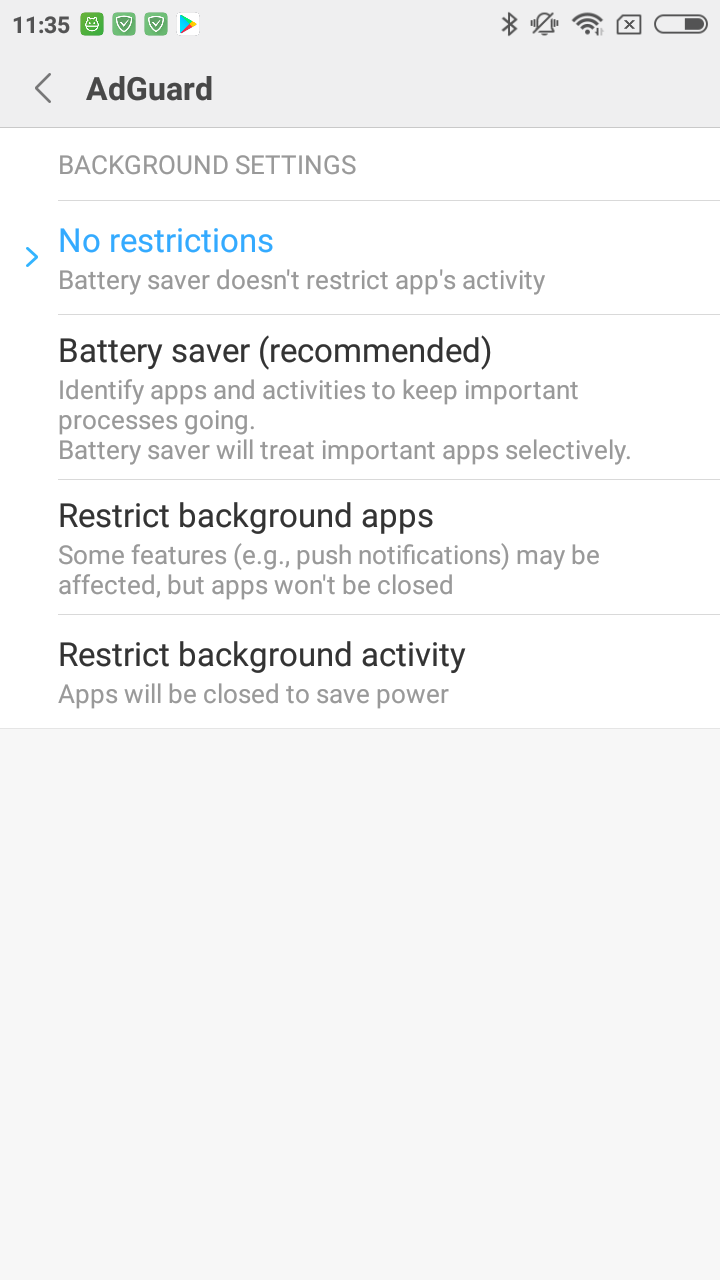 11:35
AdGuard
BACKGROUND SETTINGS
No restrictions
Battery saver doesn't restrict app's activity
Battery saver (recommended)
Identify apps and activities to keep important
processes going.
Battery saver will treat important apps selectively.
Restrict background apps
Some features (e.g., push notifications) may be
affected, but apps won't be closed
Restrict background activity
Apps will be closed to save power